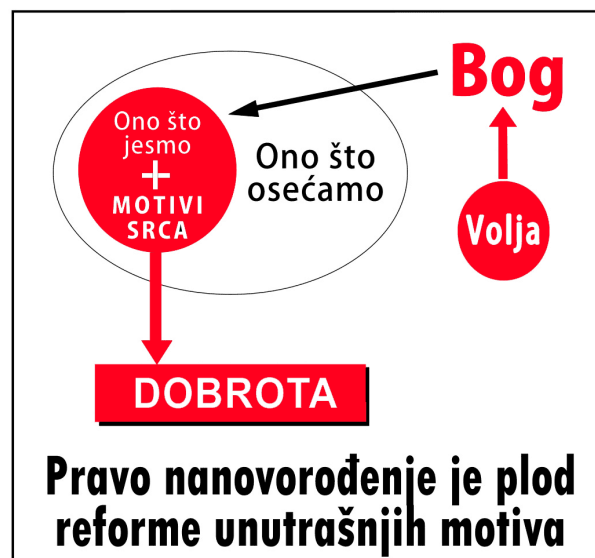 Bog
Ono što
jesmo
+
MOTIVI
SRCA
Ono što
osećamo
Volja
DOBROTA
Pravo nanovorođenje je plod
reforme unutrašnjih motiva